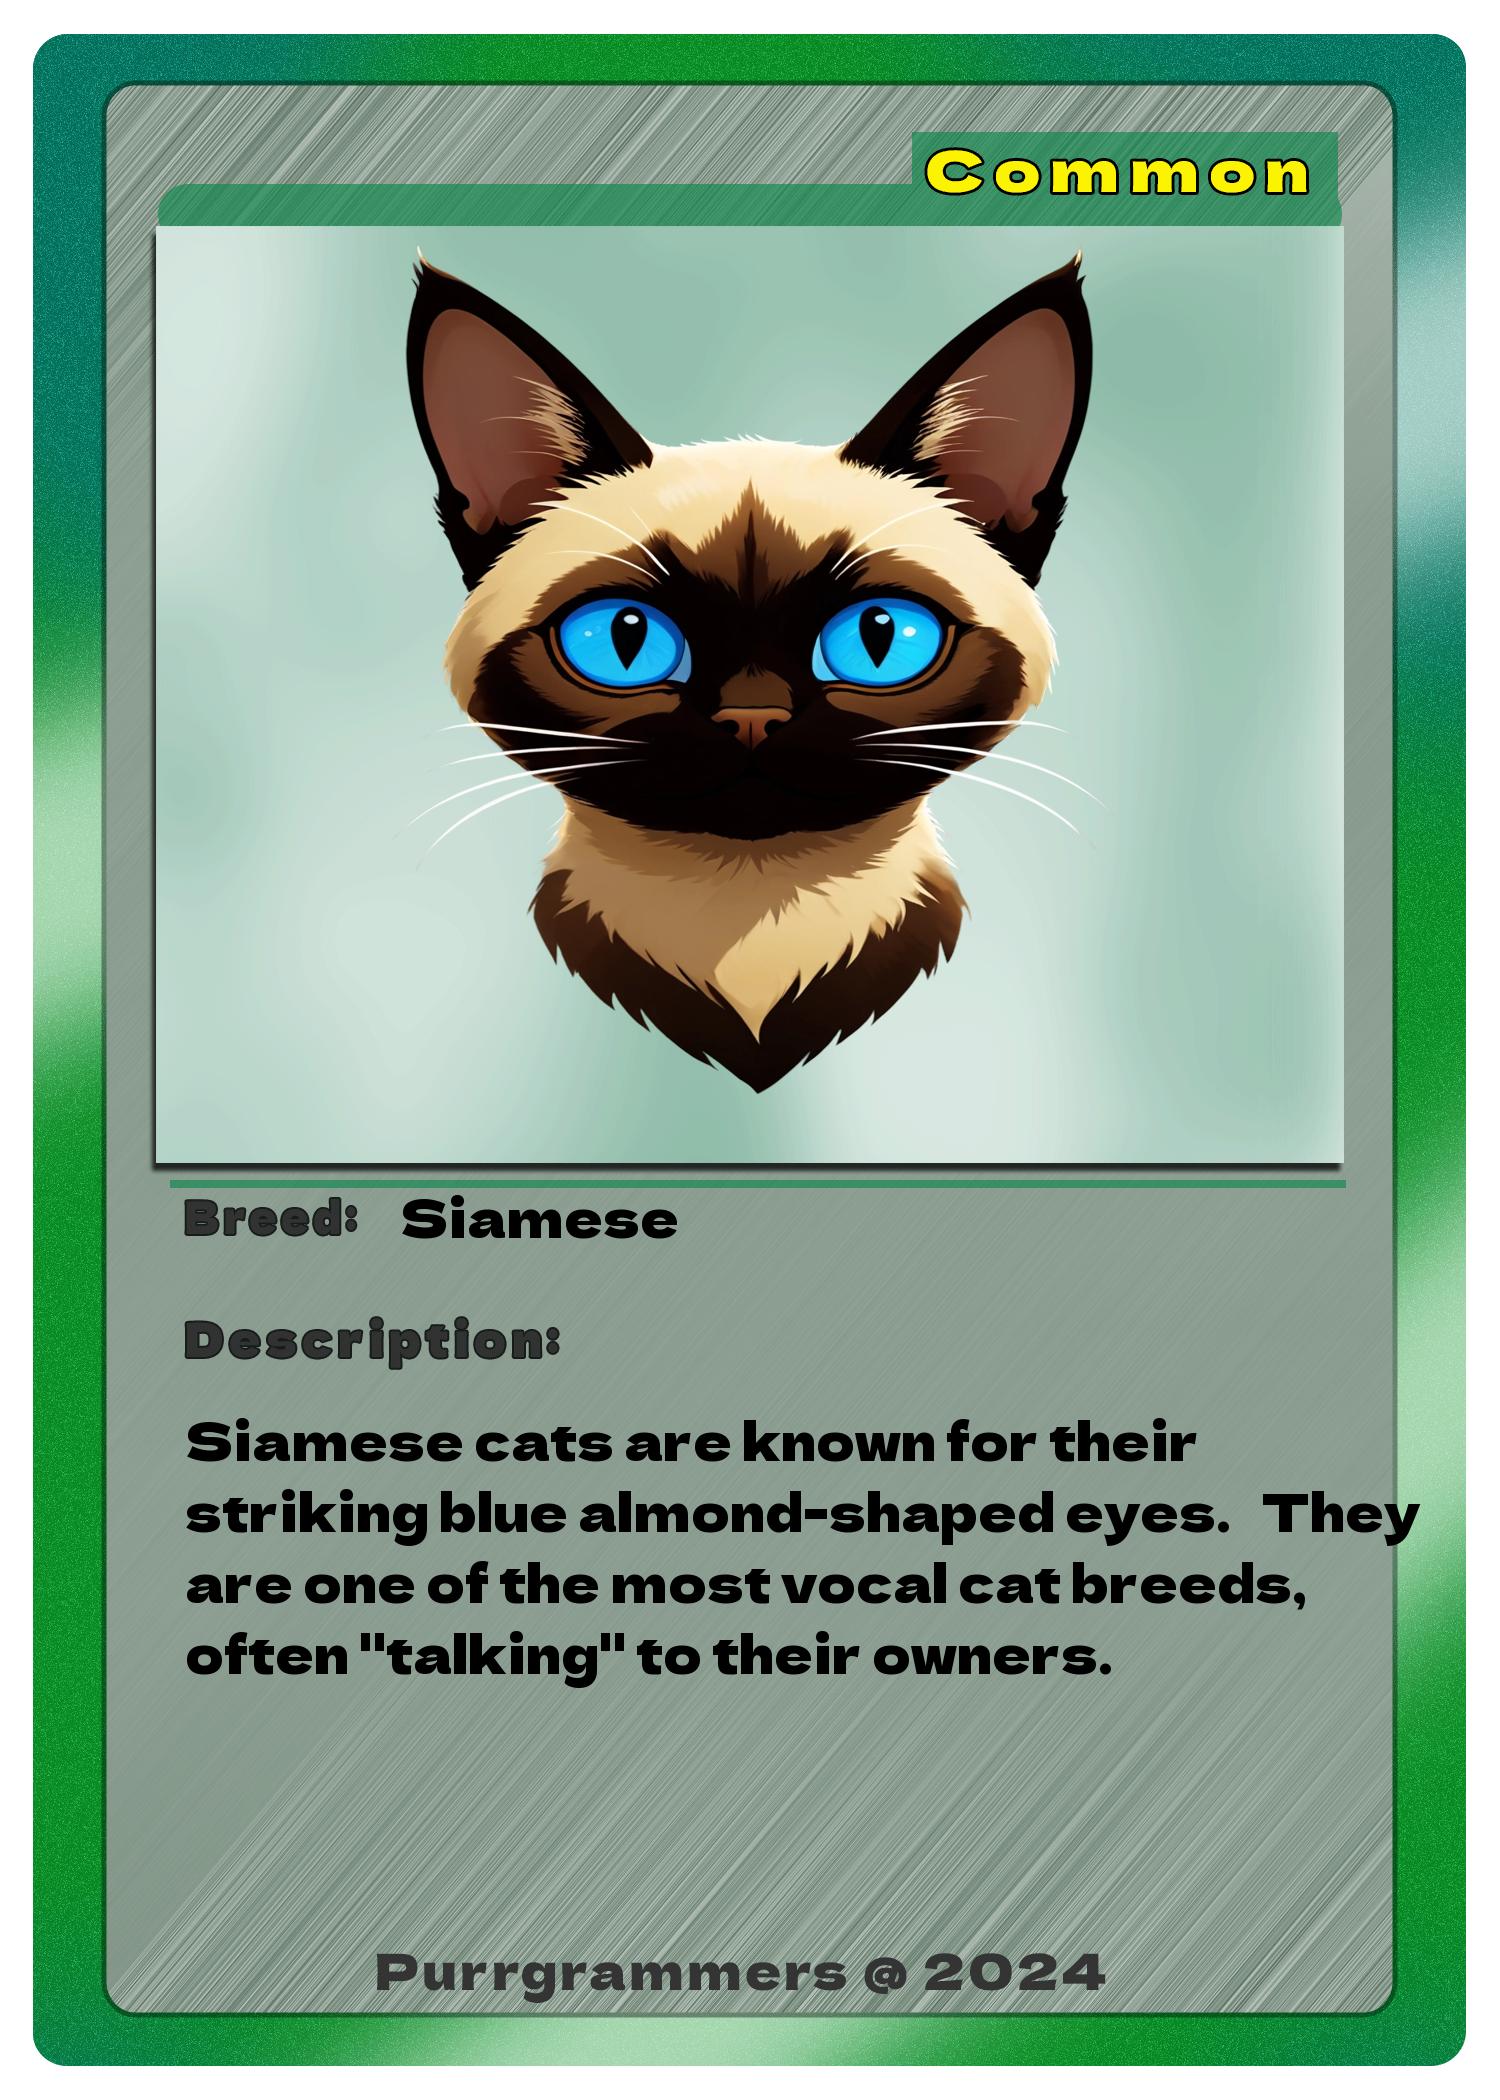 Common
Breed: Siamese
Description:
Siamese cats are known for their
striking blue almond-shaped eyes.  They
are one of the most vocal cat breeds,
often "talking" to their owners.
Purrgrammers @ 2024